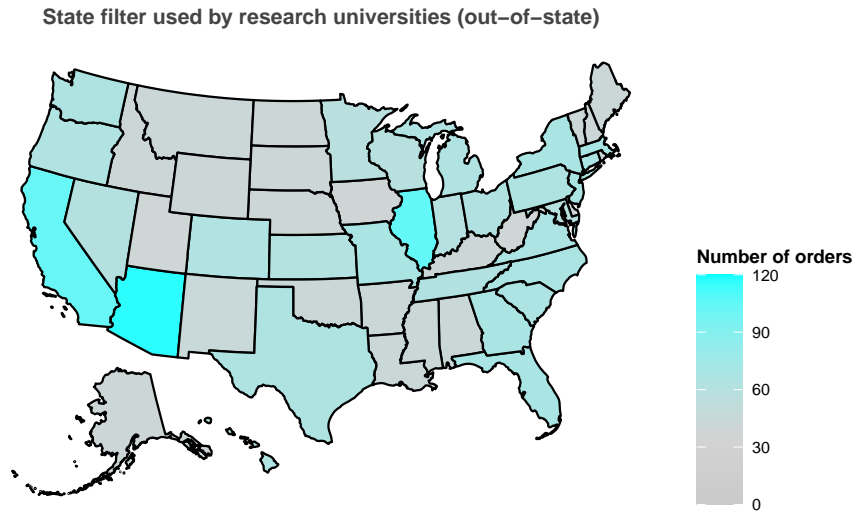 State filter used by research universities (out−of−state)
Number of orders
120
90
60
30
0